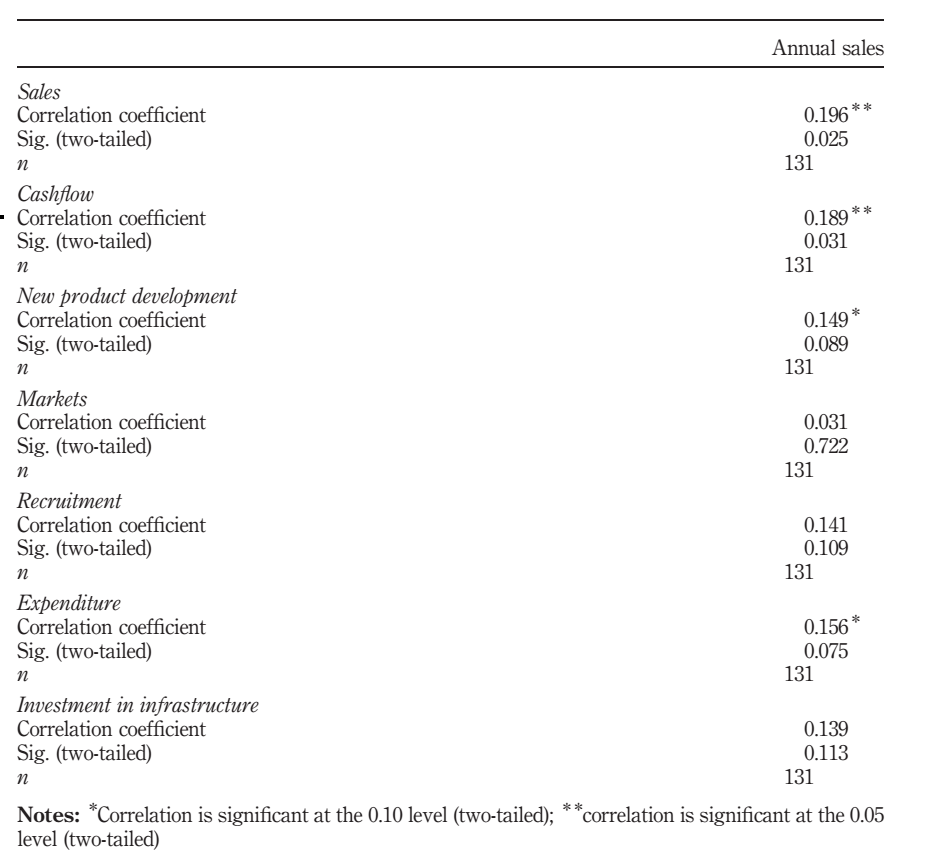 Annual sales
Sales
Correlation coefficient 0.196**
Sig. (two-tailed) 0.025
n 131
Cashflow
Correlation coefficient 0.189**
Sig. (two-tailed) 0.031
n 131
New product development
Correlation coefficient 0.149*
Sig. (two-tailed) 0.089
n 131
Markets
Correlation coefficient 0.031
Sig. (two-tailed) 0.722
n 131
Recruitment
Correlation coefficient 0.141
Sig. (two-tailed) 0.109
n 131
Expenditure
Correlation coefficient 0.156*
Sig. (two-tailed) 0.075
n 131
Investment in infrastructure
Correlation coefficient 0.139
Sig. (two-tailed) 0.113
n 131
Notes: *Correlation is significant at the 0.10 level (two-tailed); **correlation is significant at the 0.05
level (two-tailed)